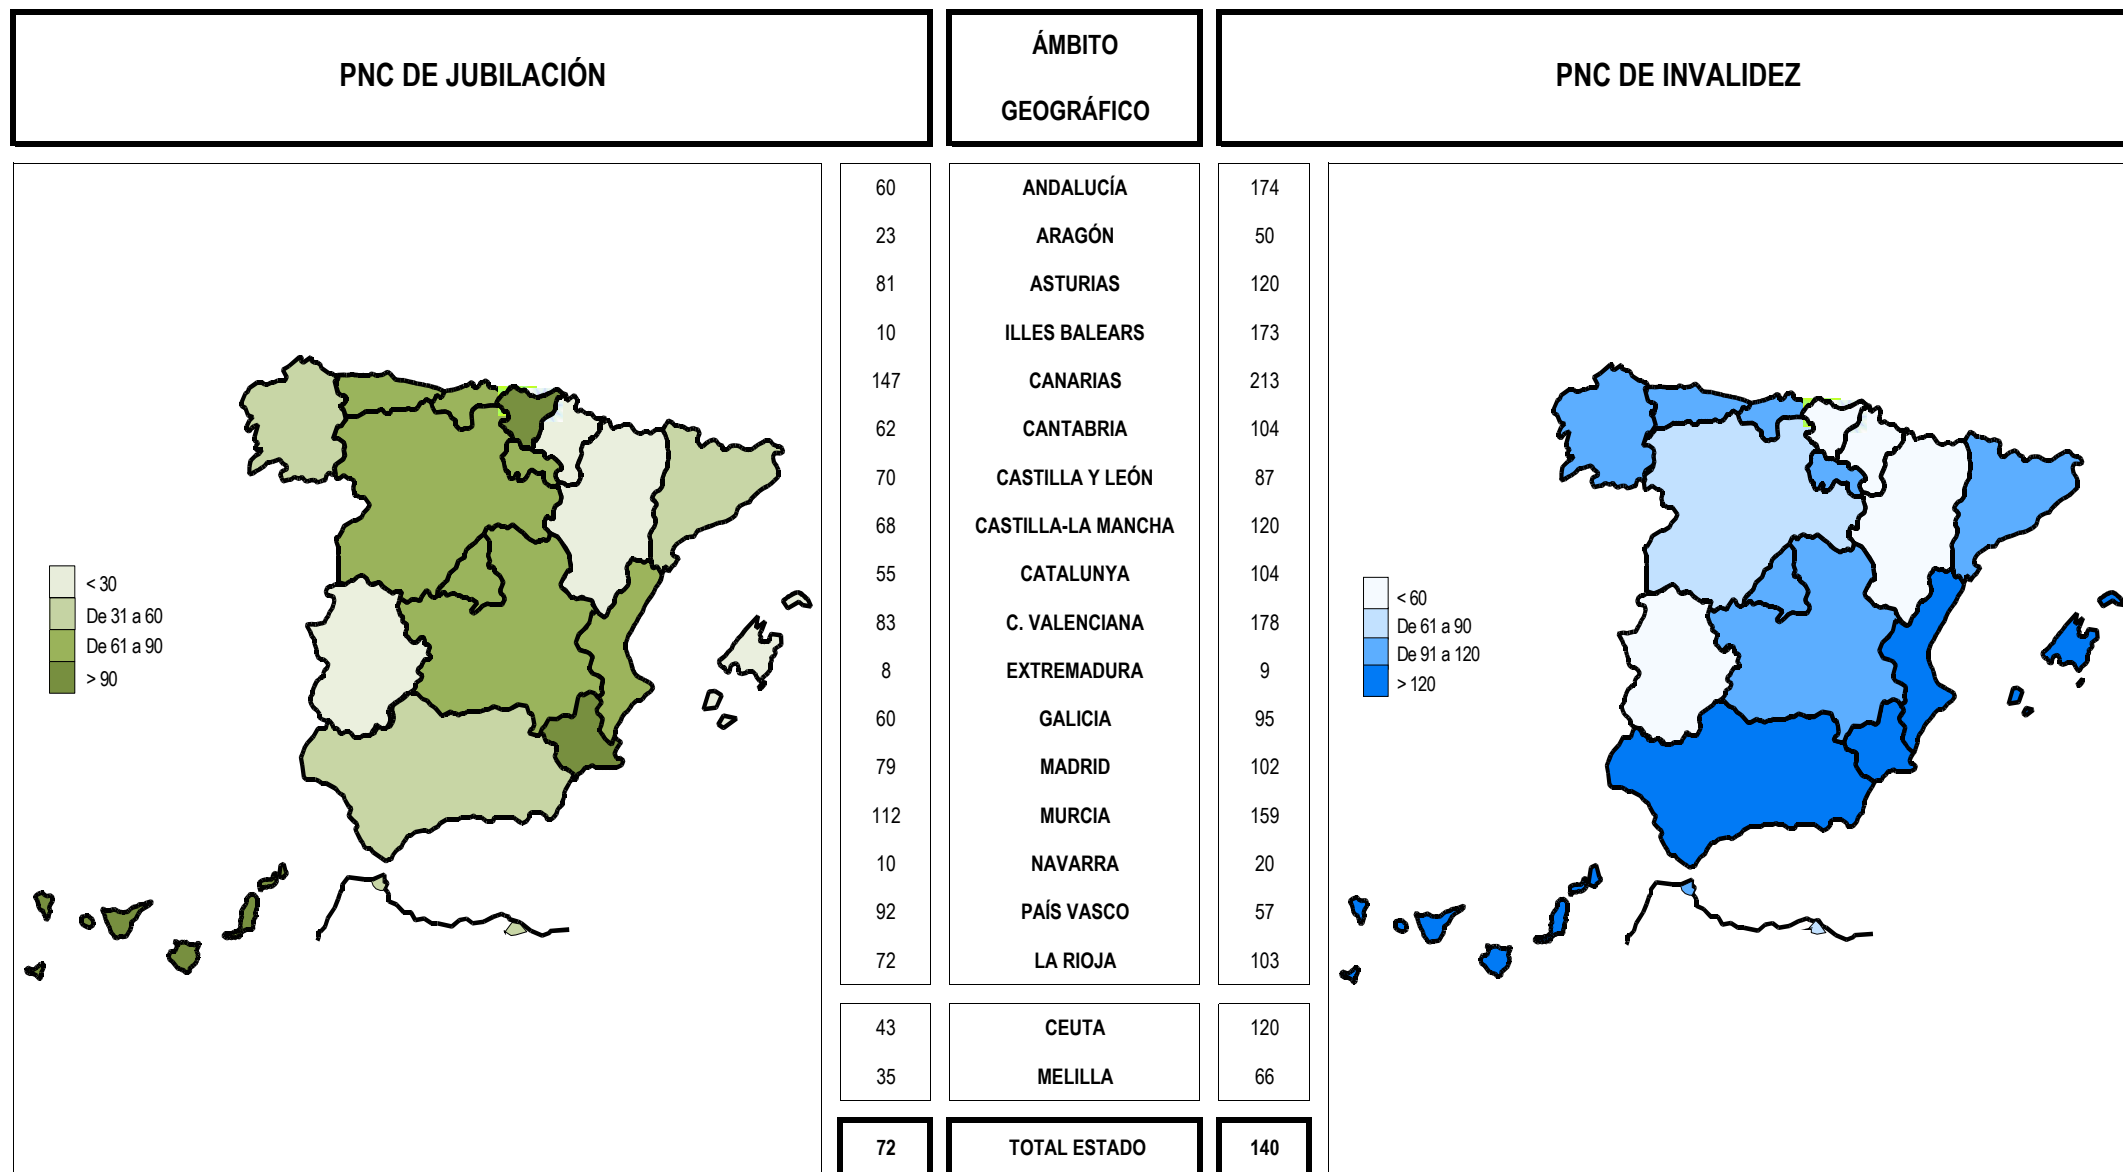 PNC DE JUBILACIÓN
ÁMBITO
GEOGRÁFICO
PNC DE INVALIDEZ
60 ANDALUCÍA 174
23 ARAGÓN 50
81 ASTURIAS 120
10 ILLES BALEARS 173
147 CANARIAS 213
62 CANTABRIA 104
70 CASTILLA Y LEÓN 87
68 CASTILLA-LA MANCHA 120
55 CATALUNYA 104
83 C. VALENCIANA 178
8 EXTREMADURA 9
60 GALICIA 95
79 MADRID 102
112 MURCIA 159
10 NAVARRA 20
92 PAÍS VASCO 57
72 LA RIOJA 103
43 CEUTA 120
35 MELILLA 66
72 TOTAL ESTADO 140
< 30
De 31 a 60
De 61 a 90
> 90
< 60
De 61 a 90
De 91 a 120
> 120